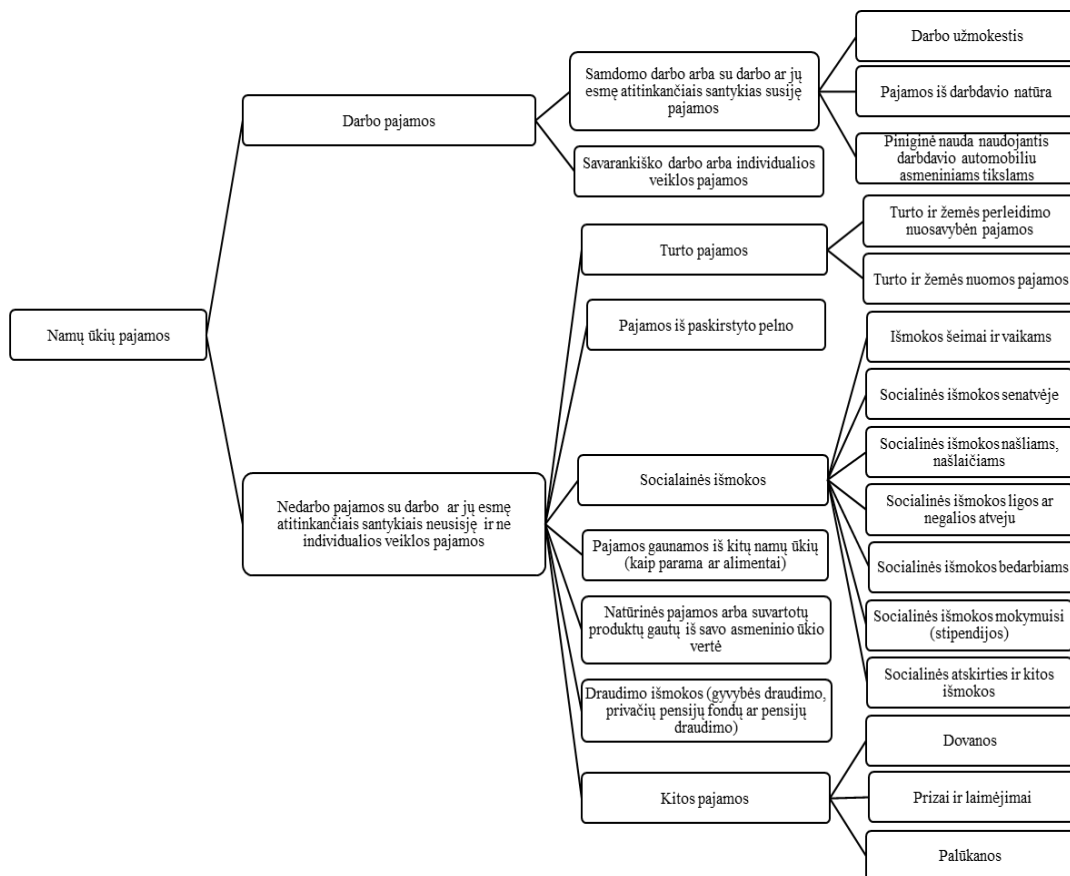 Namų ūkių pajamos
Darbo pajamos
Samdomo darbo arba su darbo ar jų
esmę atitinkančiais santykias susiję
pajamos
Darbo užmokestis
Pajamos iš darbdavio natūra
Piniginė nauda naudojantis
darbdavio automobiliu
asmeniniams tikslams
Savarankiško darbo arba individualios
veiklos pajamos
Nedarbo pajamos su darbo ar jų esmę
atitinkančiais santykiais neusisję ir ne
individualios veiklos pajamos
Turto pajamos
Turto ir žemės perleidimo
nuosavybėn pajamos
Turto ir žemės nuomos pajamos
Pajamos iš paskirstyto pelno
Socialainės išmokos
Išmokos šeimai ir vaikams
Socialinės išmokos senatvėje
Socialinės išmokos našliams,
našlaičiams
Socialinės išmokos ligos ar
negalios atveju
Socialinės išmokos bedarbiams
Socialinės išmokos mokymuisi
(stipendijos)
Socialinės atskirties ir kitos
išmokos
Pajamos gaunamos iš kitų namų ūkių
(kaip parama ar alimentai)
Natūrinės pajamos arba suvartotų
produktų gautų iš savo asmeninio ūkio
vertė
Draudimo išmokos (gyvybės draudimo,
privačių pensijų fondų ar pensijų
draudimo)
Kitos pajamos
Dovanos
Prizai ir laimėjimai
Palūkanos